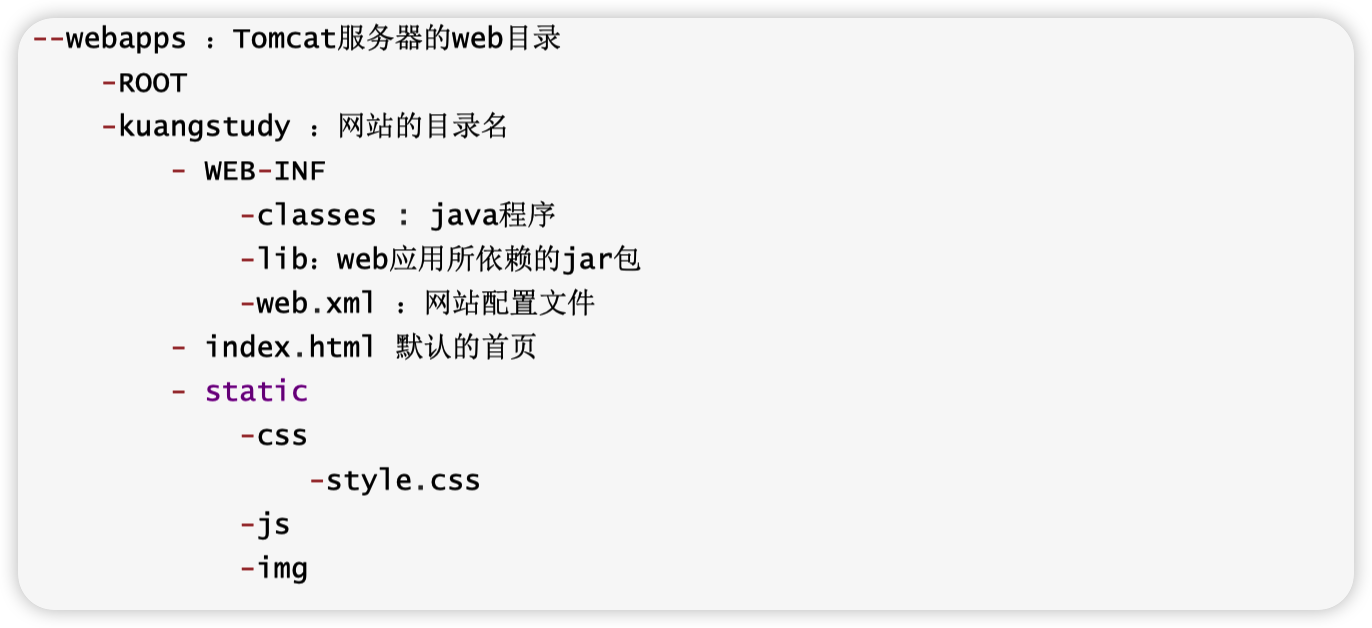 --webapps ：Tomcat服务器的web目录
-ROOT
-kuangstudy ：网站的目录名
- WEB-INF
-classes : java程序
-lib：web应用所依赖的jar包
-web.xml ：网站配置文件
- index.html 默认的首页
- static
-css
-style.css
-js
-img